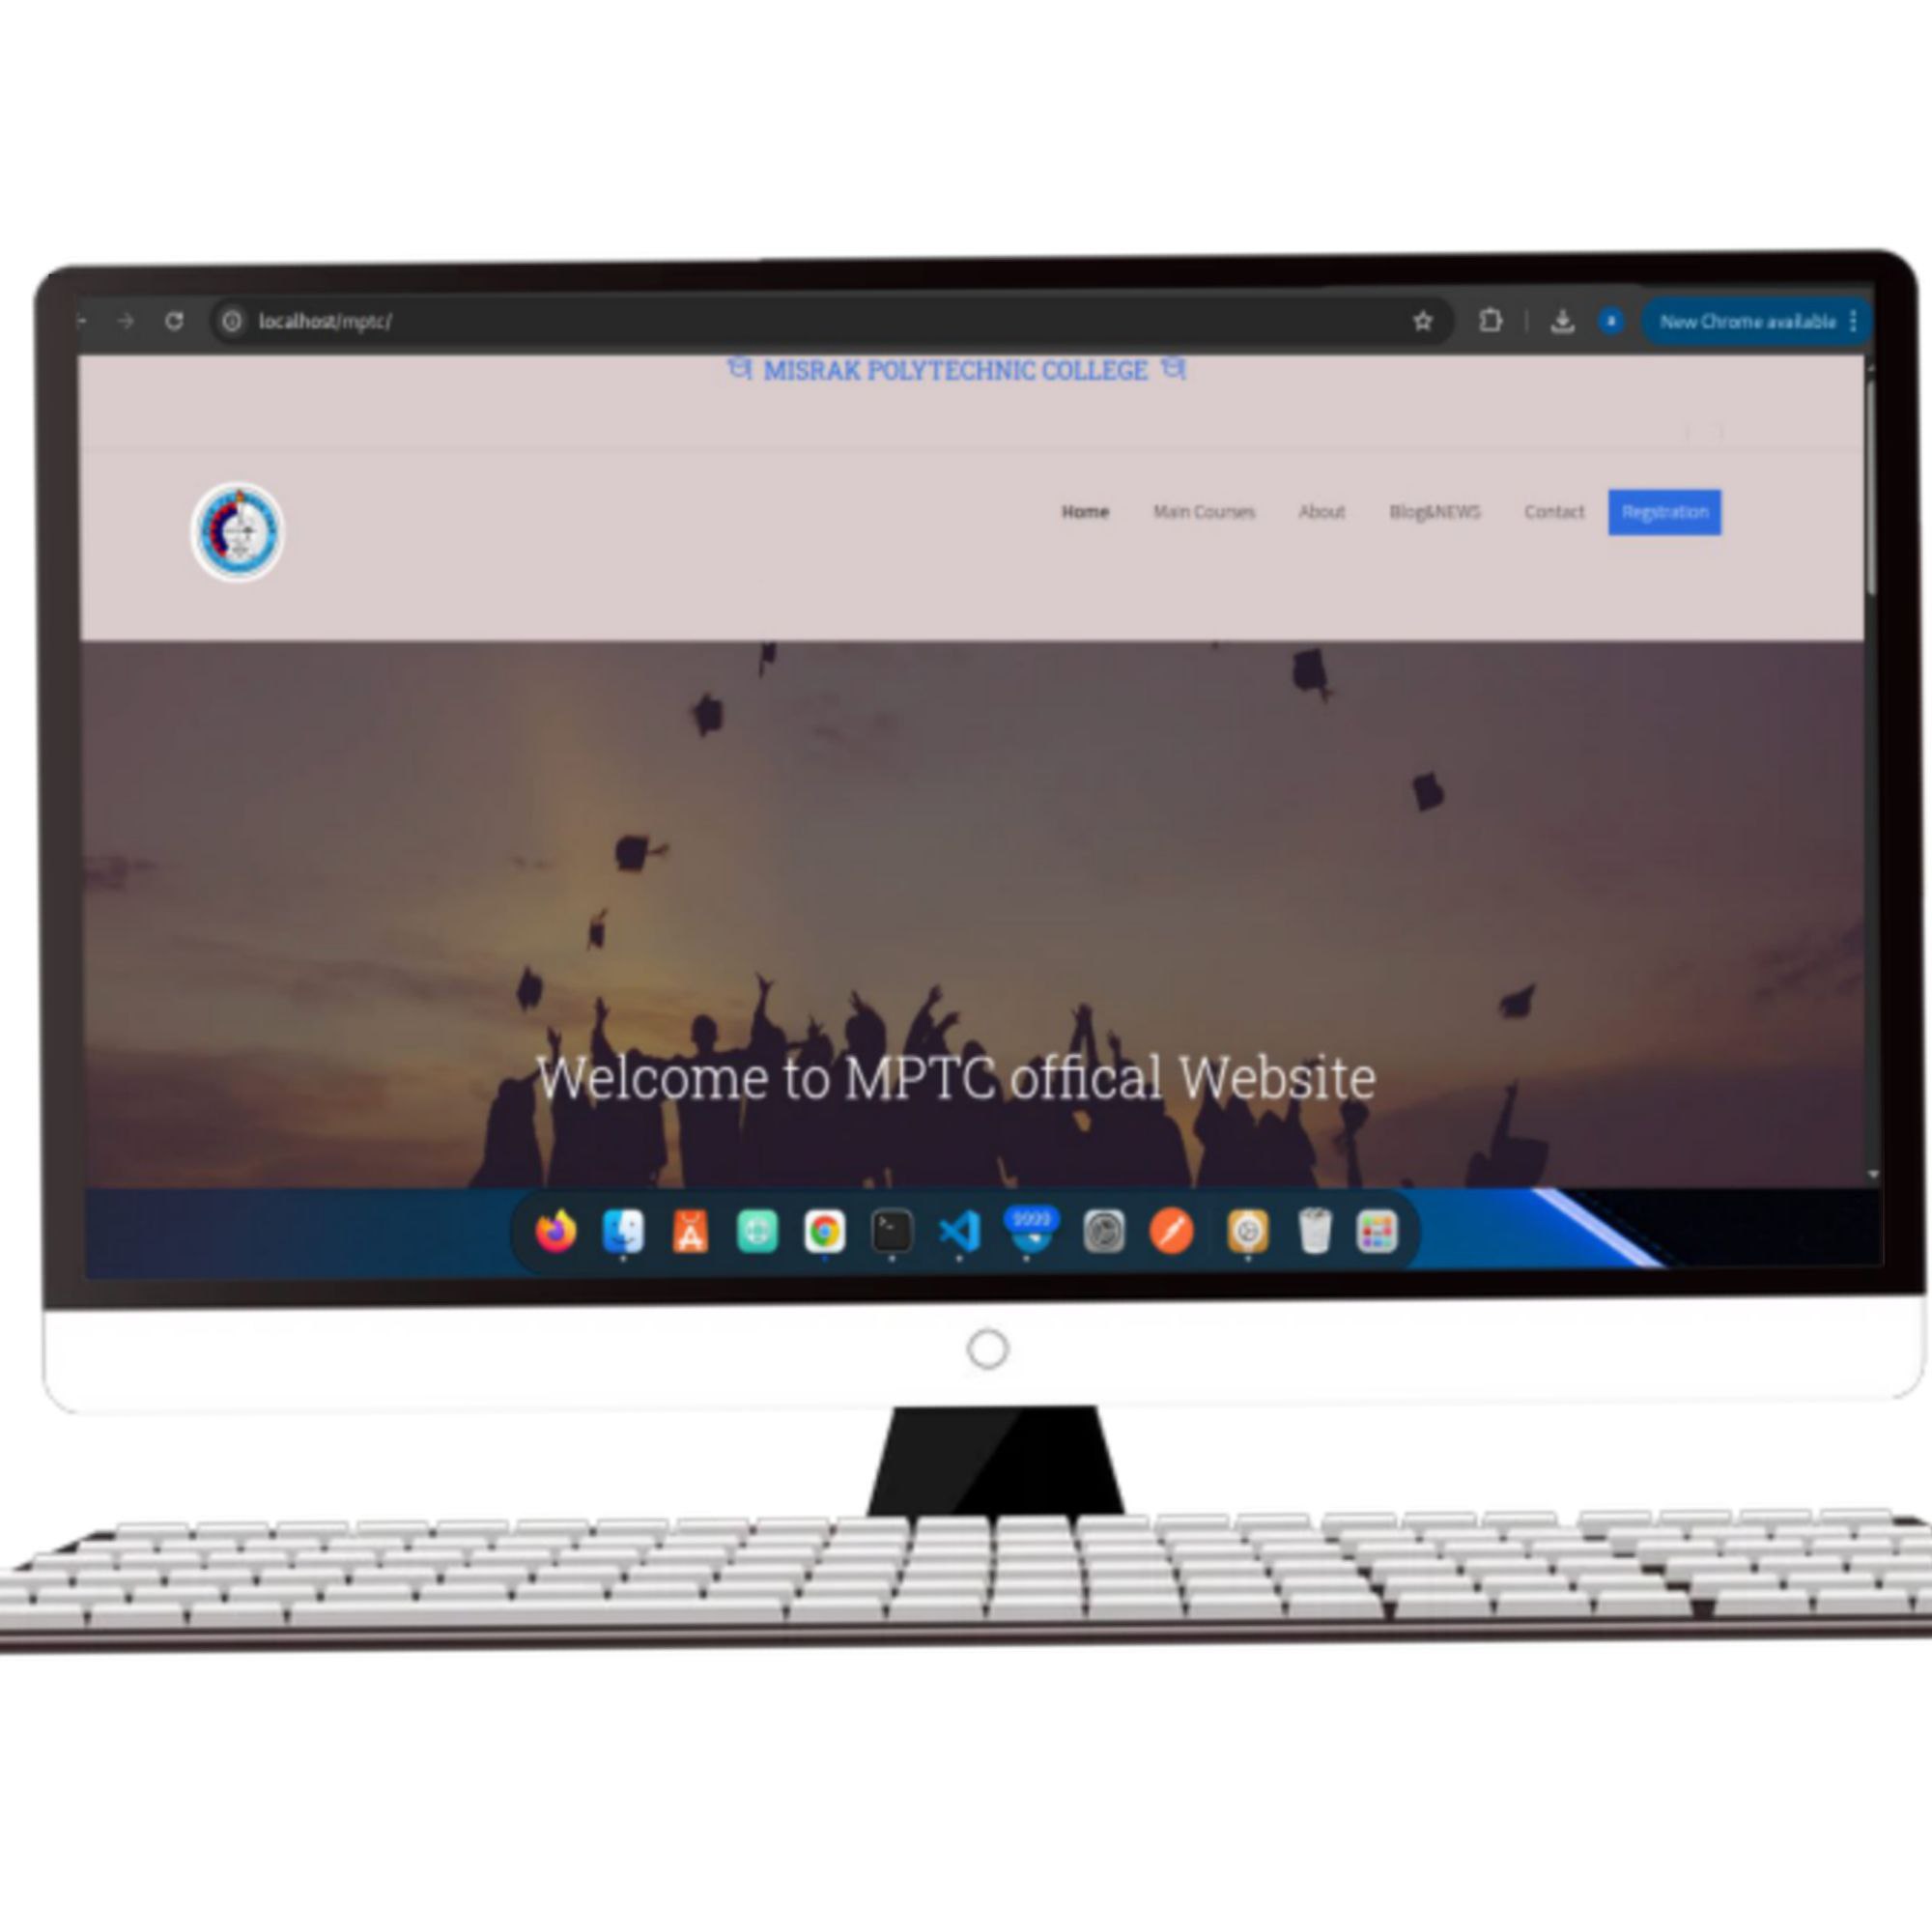 localhost/mptc/
New Chrome available
MISRAK POLYTECHNIC COLLEGE
Home Main Courses About Blog&NEWS Contact Regstration
Welcome to MPTC offical Website
9999